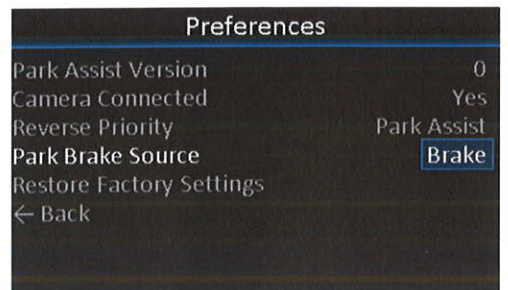 Preferences
Park Assist Version 0
Camera Connected Yes
Reverse Priority Park Assist
Park Brake Source Brake
Restore Factory Settings
← Back